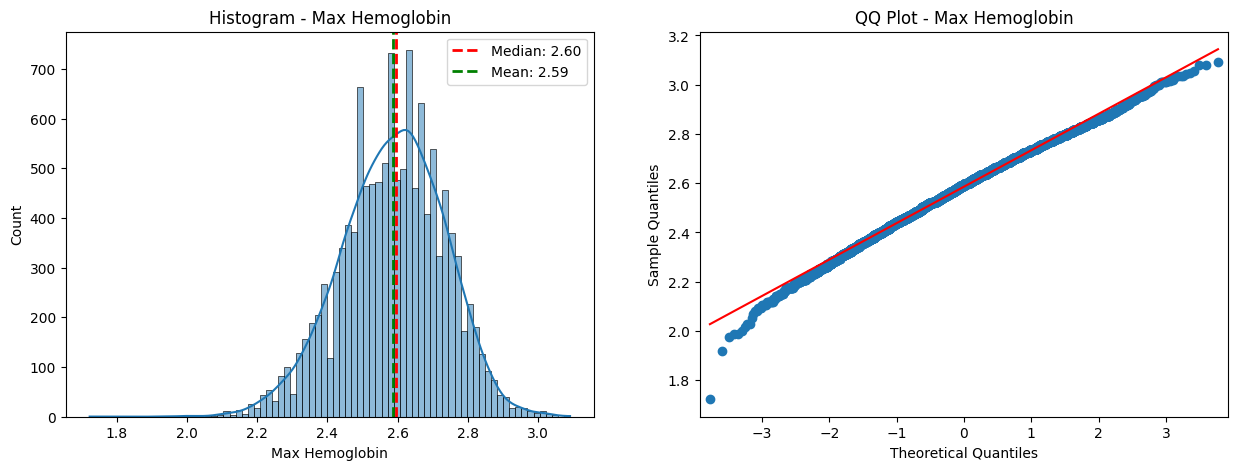 Histogram - Max Hemoglobin
Median: 2.60
Mean: 2.59
700
600
500
400
300
200
100
0
Count
1.8 2.0 2.2 2.4 2.6 2.8 3.0
Max Hemoglobin
QQ Plot - Max Hemoglobin
3.2
3.0
2.8
2.6
2.4
2.2
2.0
1.8
Sample Quantiles
−3 −2 −1 0 1 2 3
Theoretical Quantiles